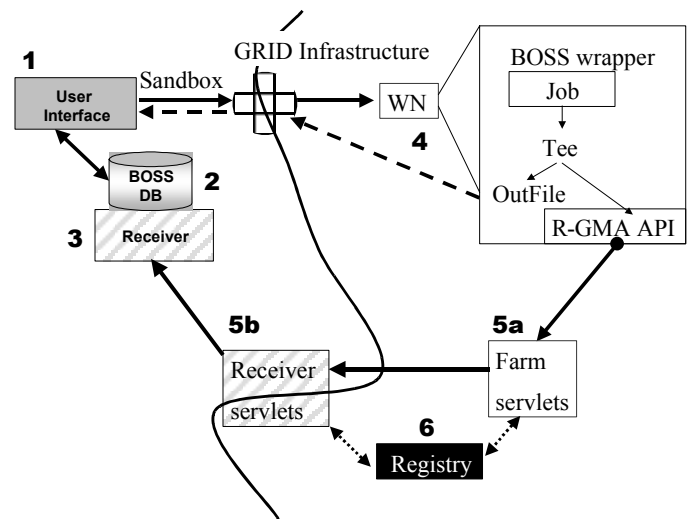 1
User
Interface
Sandbox
GRID Infrastructure
WN
4
BOSS wrapper
Job
Tee
OutFile
R-GMA API
BOSS
DB
2
3
Receiver
5b
Receiver
servlets
5a
Farm
servlets
6
Registry